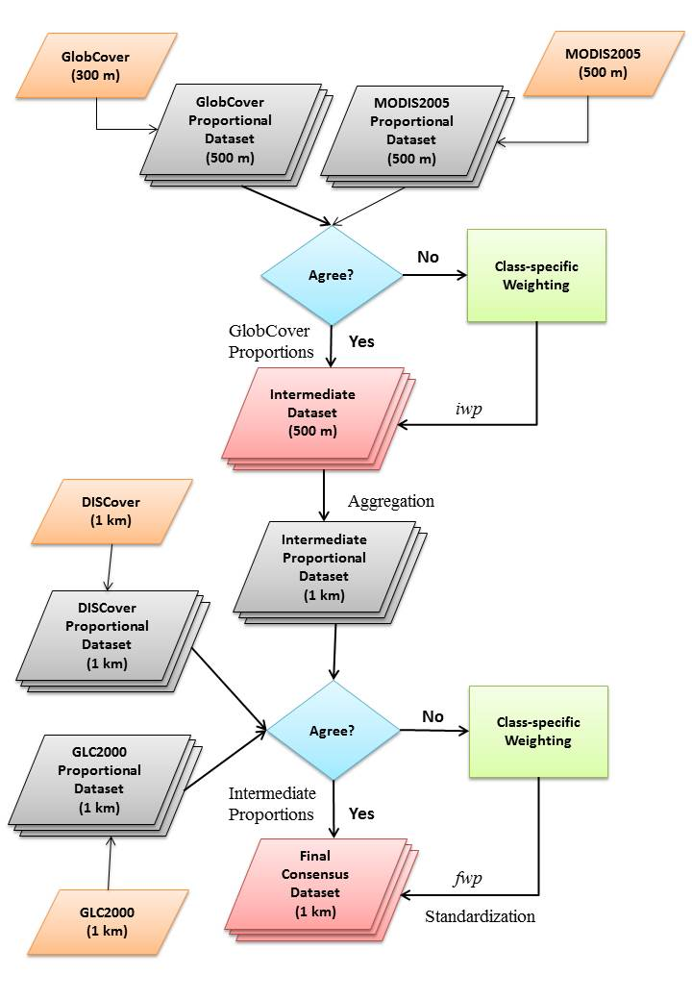 GlobCover
(300 m)
MODIS2005
(500 m)
GlobCover
Proportional
Dataset
(500 m)
MODIS2005
Proportional
Dataset
(500 m)
Agree?
No
Class-specific
Weighting
GlobCover
Proportions
Yes
Intermediate
Dataset
(500 m)
iwp
Aggregation
DISCover
(1 km)
Intermediate
Proportional
Dataset
(1 km)
DISCover
Proportional
Dataset
(1 km)
Agree?
No
Class-specific
Weighting
GLC2000
Proportional
Dataset
(1 km)
Intermediate
Proportions
Yes
Final
Consensus
Dataset
(1 km)
fwp
Standardization
GLC2000
(1 km)